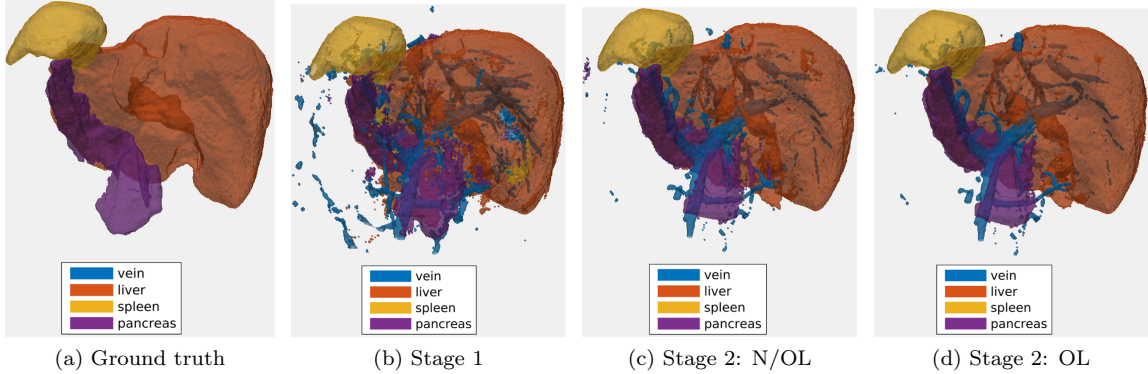 vein
liver
spleen
pancreas
(a) Ground truth
vein
liver
spleen
pancreas
(b) Stage 1
vein
liver
spleen
pancreas
(c) Stage 2: N/OL
vein
liver
spleen
pancreas
(d) Stage 2: OL